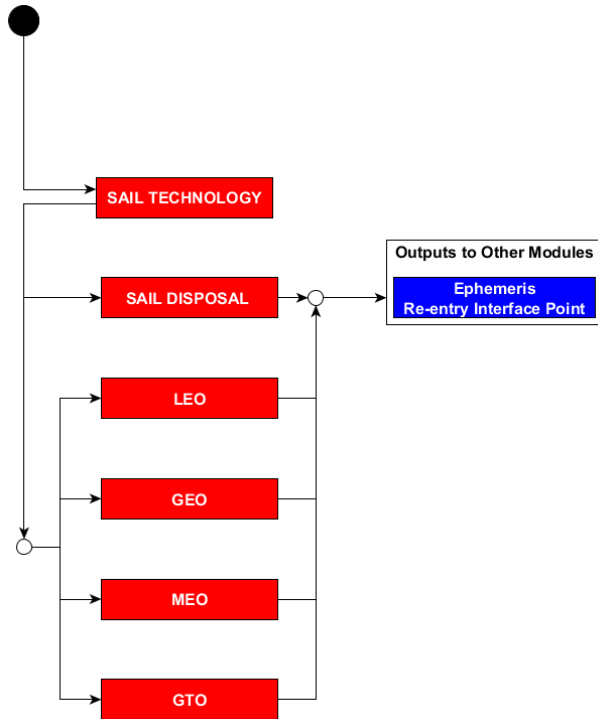 SAIL TECHNOLOGY
Outputs to Other Modules
SAIL DISPOSAL
Ephemeris
Re-entry Interface Point
LEO
GEO
MEO
GTO